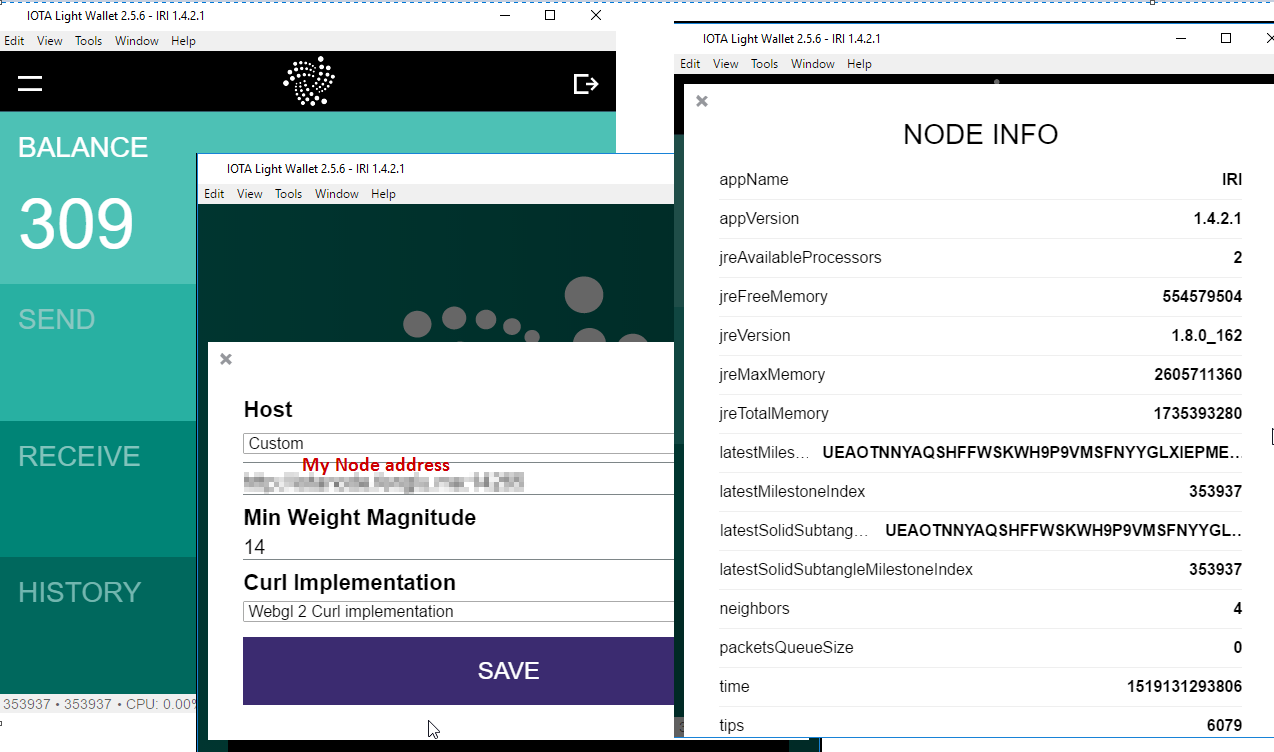 IOTA Light Wallet 2.5.6 - IRI 1.4.2.1
Edit View Tools Window Help
BALANCE
309
SEND
RECEIVE
HISTORY
353937 • 353937 • CPU: 0.00%
IOTA Light Wallet 2.5.6 - IRI 1.4.2.1
Edit View Tools Window Help
Host
Custom
My Node address
Min Weight Magnitude
14
Curl Implementation
Webgl 2 Curl implementation
SAVE
IOTA Light Wallet 2.5.6 - IRI 1.4.2.1
Edit View Tools Window Help
NODE INFO
appName IRI
appVersion 1.4.2.1
jreAvailableProcessors 2
jreFreeMemory 554579504
jreVersion 1.8.0_162
jreMaxMemory 2605711360
jreTotalMemory 1735393280
latestMiles... UEAOTNNYAQSHFFWSKWH9P9VMSFNYYGLXIEPME...
latestMilestoneIndex 353937
latestSolidSubtang... UEAOTNNYAQSHFFWSKWH9P9VMSFNYYGL...
latestSolidSubtangleMilestoneIndex 353937
neighbors 4
packetsQueueSize 0
time 1519131293806
tips 6079